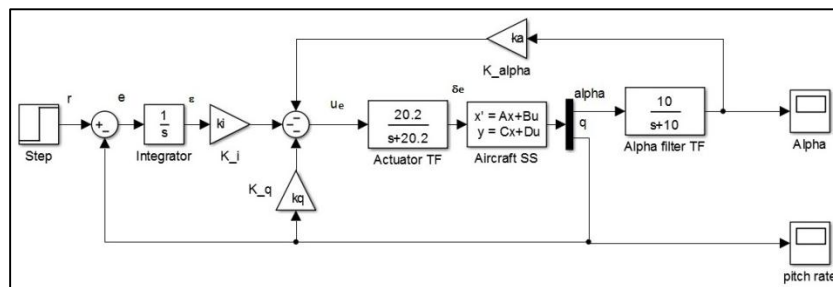 ka
K_alpha
r
e
ε
u e
δe
alpha
q
Step
+
−
1
s
Integrator
ki
K_i
−
−
−
20.2
s+20.2
Actuator TF
x' = Ax+Bu
y = Cx+Du
Aircraft SS
10
s+10
Alpha filter TF
Alpha
K_q
kq
pitch rate